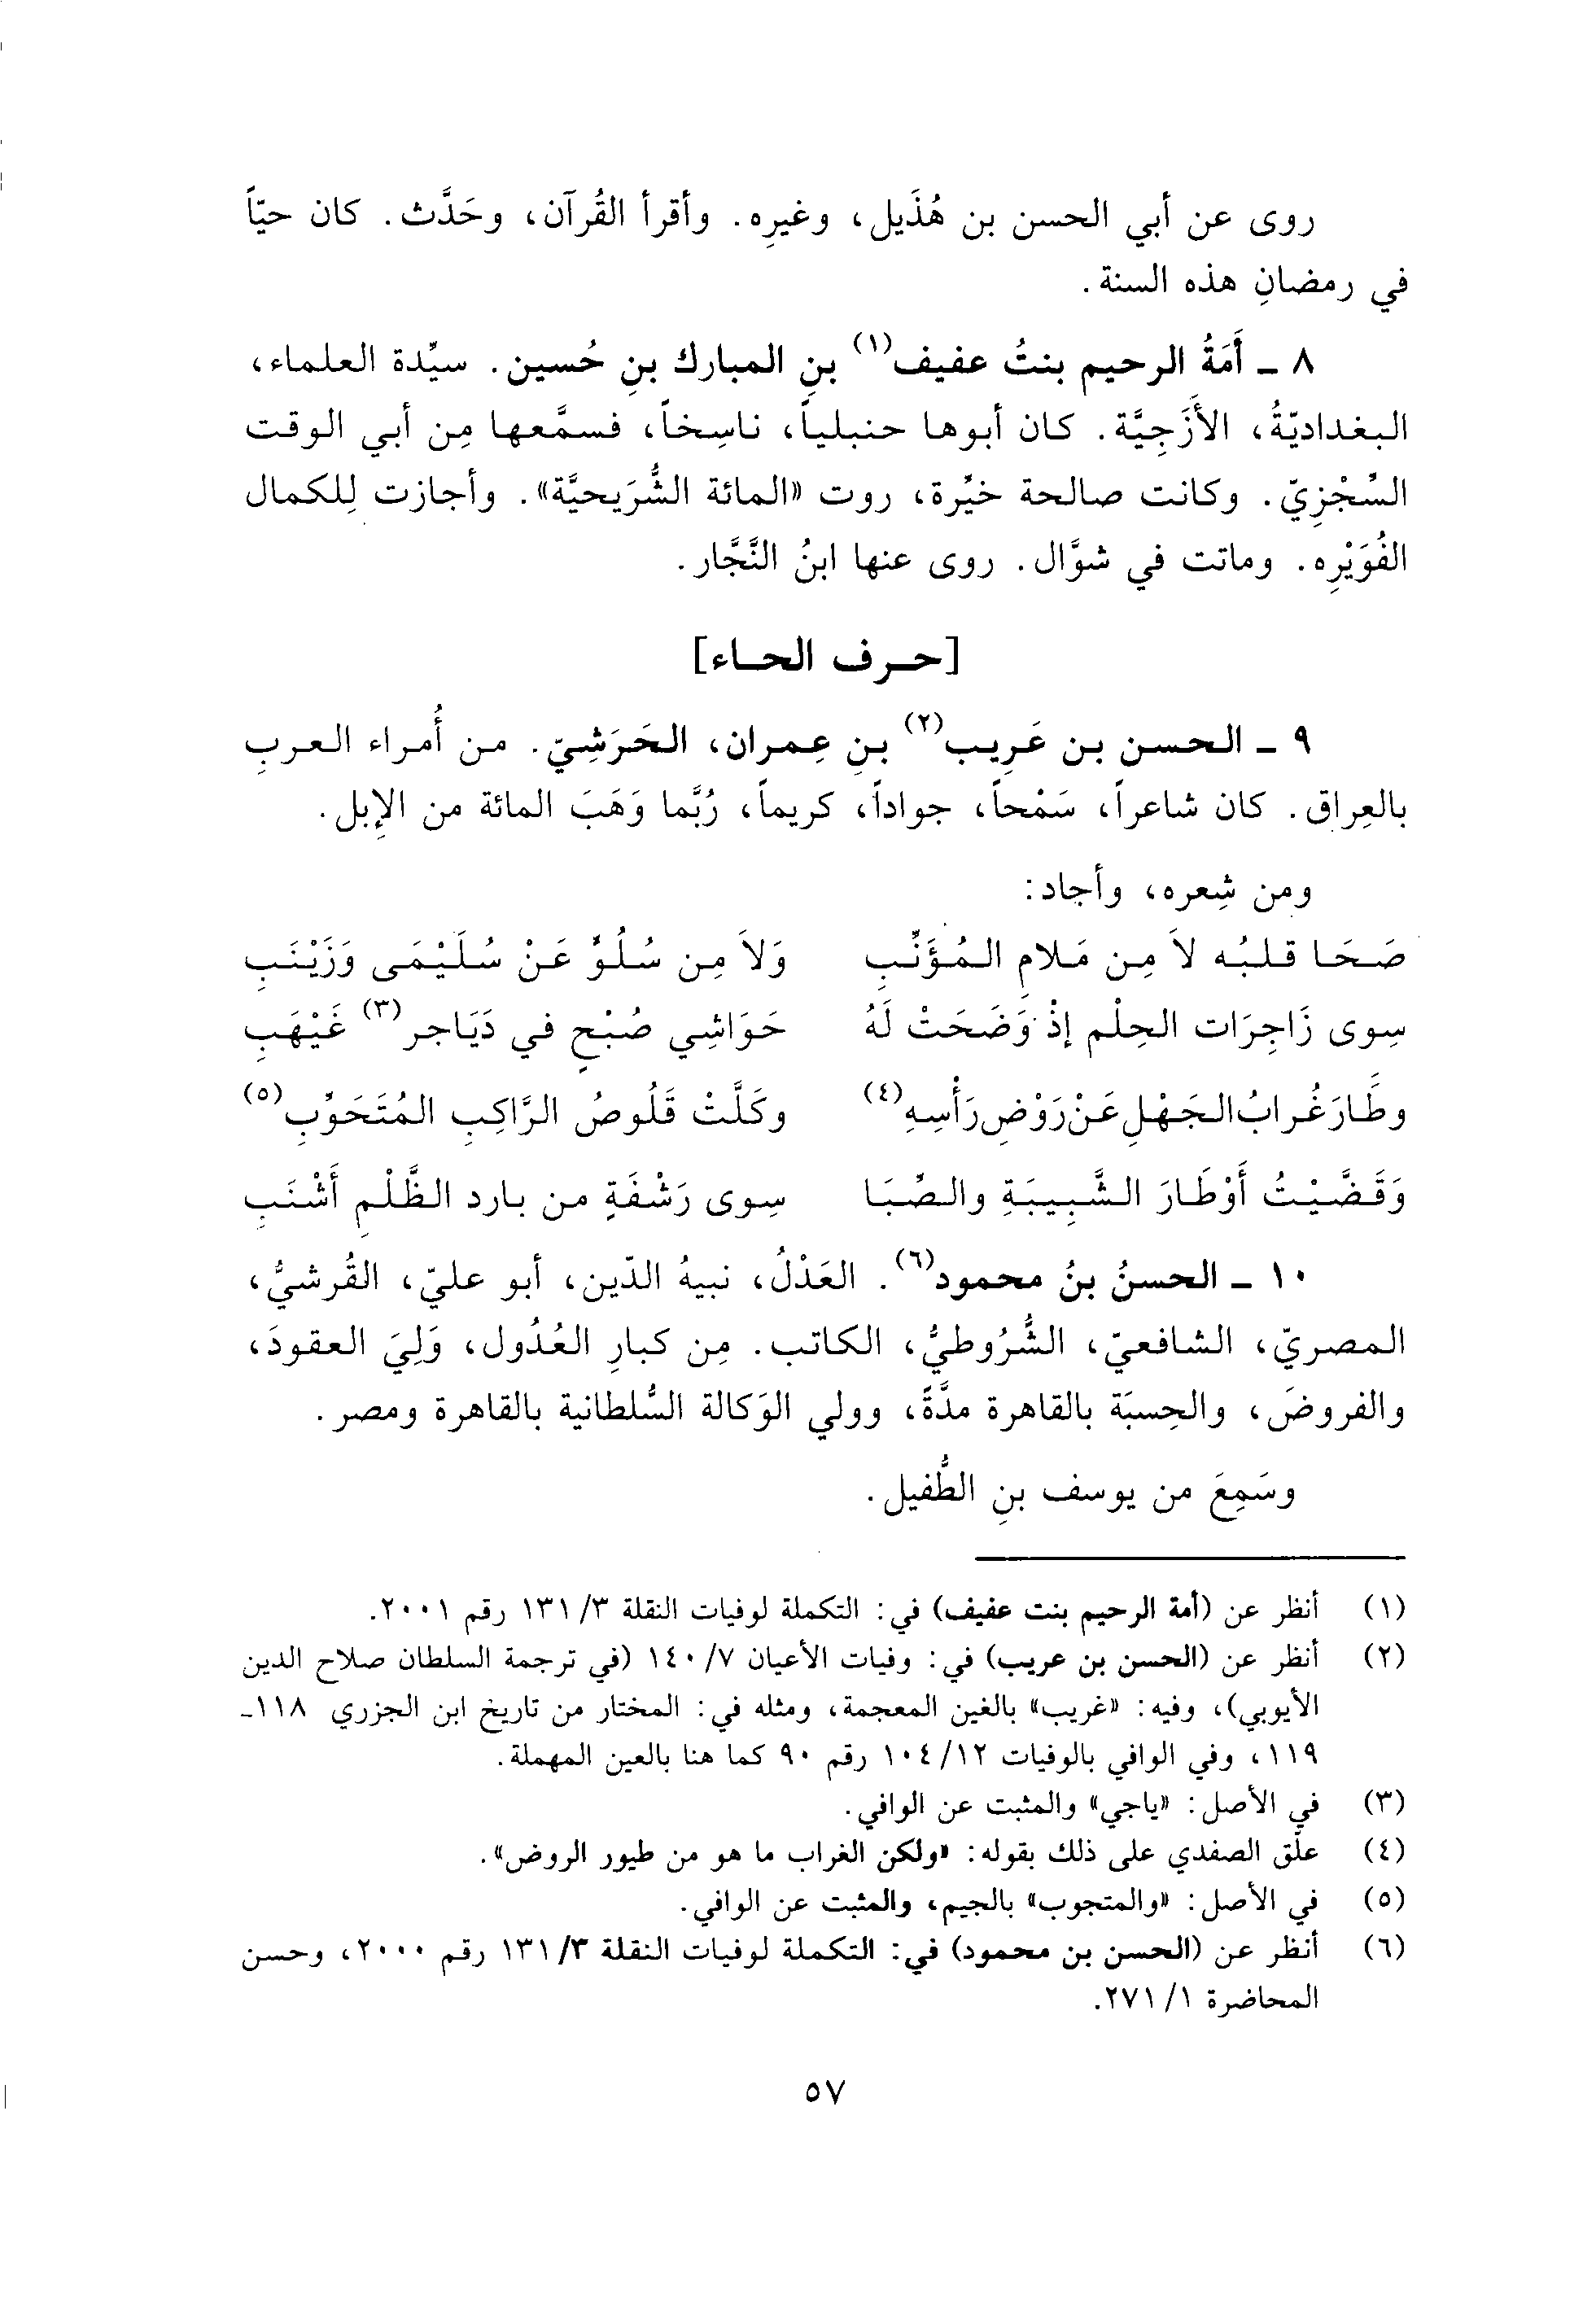 روى عن أبي الحسن بن هُذَيل، وغيرِه. وأقرأ القُرآن، وحَدَّث. كان حيّاً
في رمضانِ هذه السنة.
٨ ـ أَمَةُ الرحيم بنتُ عفيف(١) بنِ المبارك بنِ حُسين. سيِّدة العلماء،
البغداديّةُ، الأَزَجِيَّة. كان أبوها حنبلياً، ناسِخاً، فسمَّعها مِن أبي الوقت
السِّجْزِيّ. وكانت صالحة خيِّرة، روت «المائة الشُّرَيحيَّة». وأجازت لِلكمال
الفُوَيْرِه. وماتت في شوَّال. روى عنها ابنُ النَّجَّار.
[حرف الحاء]
٩ ـ الحسن بن عَرِيب(٢) بنِ عِمران، الحَرَشِيّ. من أُمراء العربِ
بالعِراق. كان شاعراً، سَمْحاً، جواداً، كريماً، رُبَّما وَهَبَ المائة من الإبل.
ومن شِعره، وأجاد:
صَحَا قلبُه لاَ مِن مَلامِ المُؤَنِّبِ وَلاَ مِن سُلُوٍّ عَنْ سُلَيْمَى وَزَيْنَبِ
سِوى زَاجِرَات الحِلْم إذْ وَضَحَتْ لَهُ حَوَاشِي صُبْحٍ في دَيَاجر(٣) غَيْهَبِ
وطَارَ غُرابُ الجَهْلِ عَنْ رَوْضِ رَأْسِهِ(٤) وكَلَّتْ قَلُوصُ الرَّاكِبِ المُتَحَوِّبِ(٥)
وَقَضَّيْتُ أَوْطَارَ الشَّبِيبَةِ والصِّبَا سِوى رَشْفَةٍ من بارد الظَّلْمِ أَشْنَبِ
١٠ ـ الحسنُ بنُ محمود(٦). العَدْلُ، نبيهُ الدّين، أبو عليّ، القُرشيُّ،
المصريّ، الشافعيّ، الشُّرُوطيُّ، الكاتب. مِن كبارِ العُدُول، وَلِيَ العقودَ،
والفروضَ، والحِسبَة بالقاهرة مدَّةً، وولي الوَكالة السُّلطانية بالقاهرة ومصر.
وسَمِعَ من يوسف بنِ الطُّفيل.
(١) أنظر عن (أمة الرحيم بنت عفيف) في: التكملة لوفيات النقلة ٣/ ١٣١ رقم ٢٠٠١.
(٢) أنظر عن (الحسن بن عريب) في: وفيات الأعيان ٧/ ١٤٠ (في ترجمة السلطان صلاح الدين
الأيوبي)، وفيه: «غريب» بالغين المعجمة، ومثله في: المختار من تاريخ ابن الجزري ١١٨ـ
١١٩، وفي الوافي بالوفيات ١٢/ ١٠٤ رقم ٩٠ كما هنا بالعين المهملة.
(٣) في الأصل: «ياجي» والمثبت عن الوافي.
(٤) علّق الصفدي على ذلك بقوله: «ولكن الغراب ما هو من طيور الروض».
(٥) في الأصل: «والمتجوب» بالجيم، والمثبت عن الوافي.
(٦) أنظر عن (الحسن بن محمود) في: التكملة لوفيات النقلة ٣/ ١٣١ رقم ٢٠٠٠، وحسن
المحاضرة ١/ ٢٧١.
٥٧